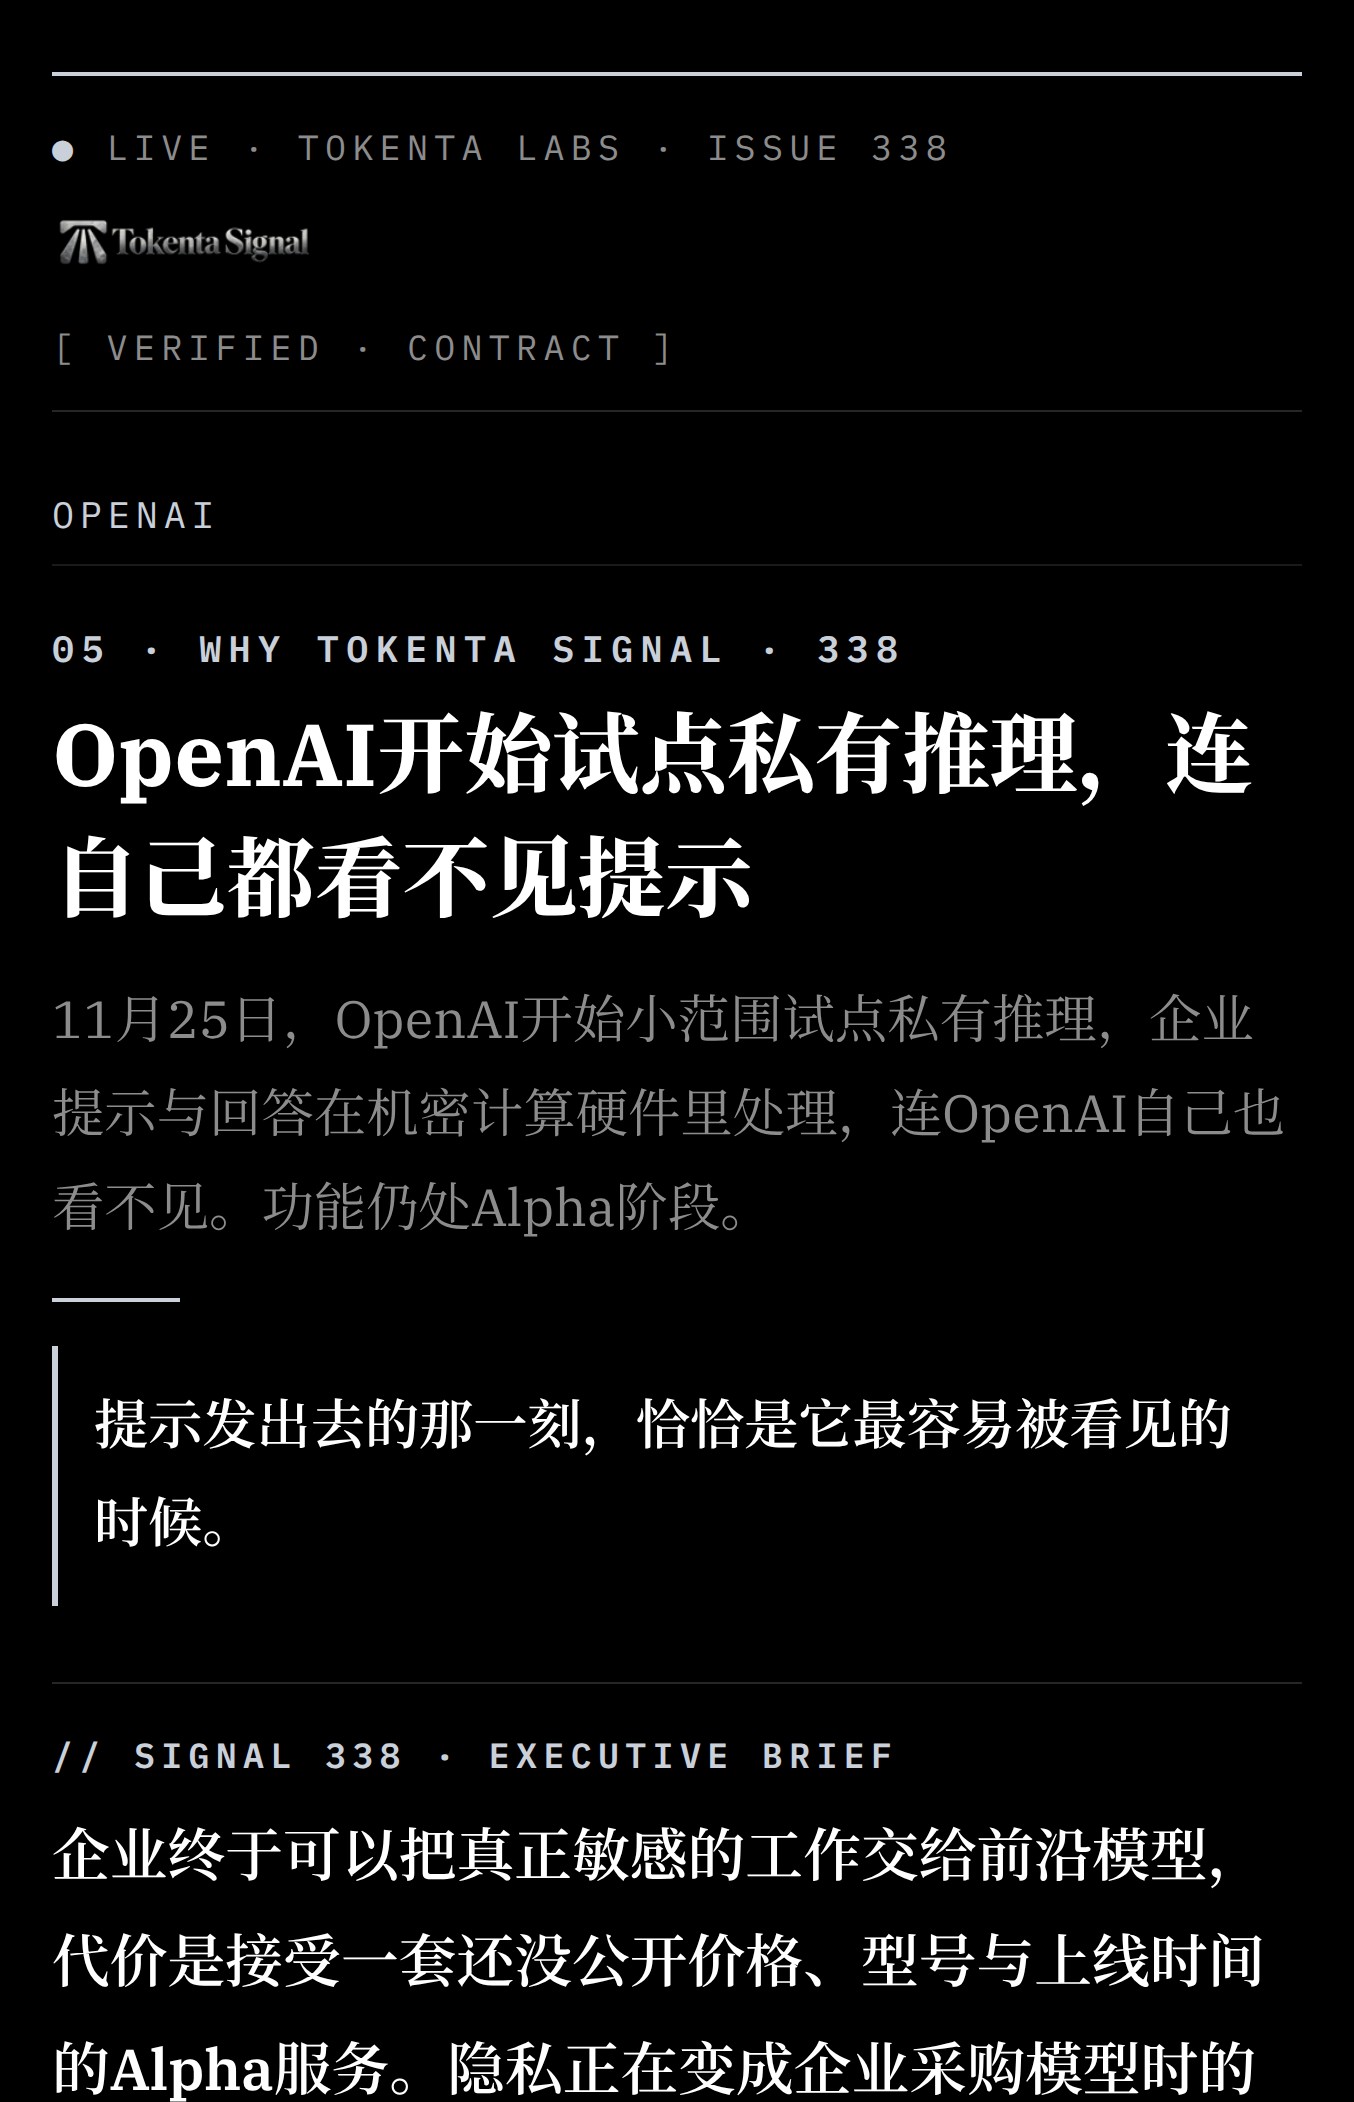 ● LIVE · TOKENTA LABS · ISSUE 338
Tokenta Signal
[ VERIFIED · CONTRACT ]
OPENAI
05 · WHY TOKENTA SIGNAL · 338
OpenAI开始试点私有推理，连
自己都看不见提示
11月25日，OpenAI开始小范围试点私有推理，企业
提示与回答在机密计算硬件里处理，连OpenAI自己也
看不见。功能仍处Alpha阶段。
提示发出去的那一刻，恰恰是它最容易被看见的
时候。
// SIGNAL 338 · EXECUTIVE BRIEF
企业终于可以把真正敏感的工作交给前沿模型，
代价是接受一套还没公开价格、型号与上线时间
的Alpha服务。隐私正在变成企业采购模型时的